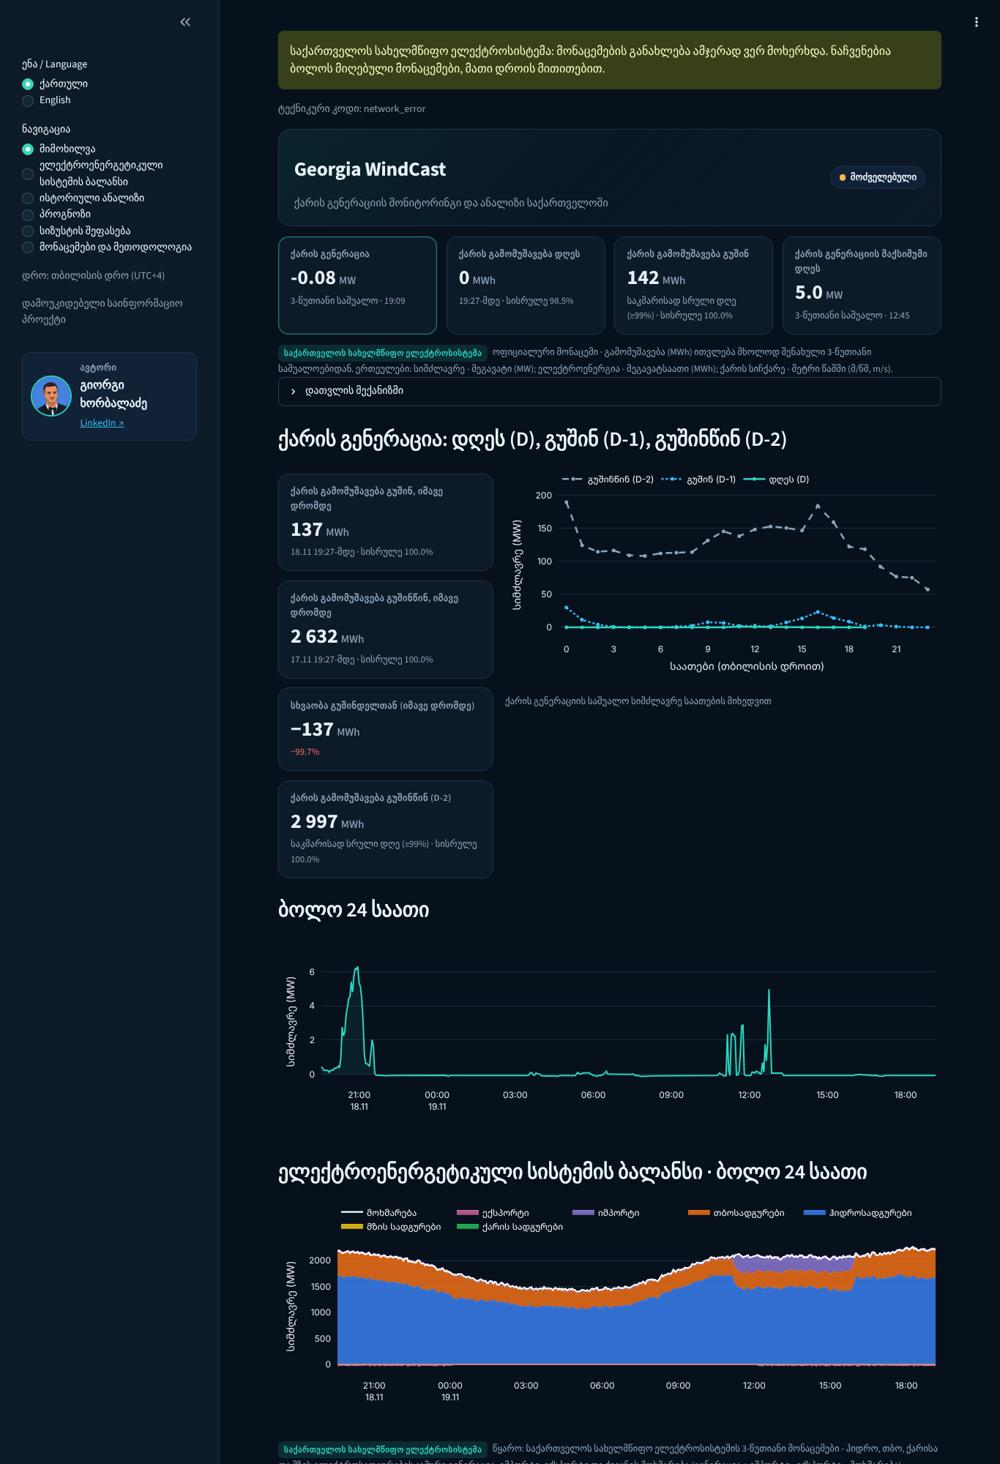 ენა / Language
ქართული
English
ნავიგაცია
მიმოხილვა
ელექტროენერგეტიკული
სისტემის ბალანსი
ისტორიული ანალიზი
პროგნოზი
სიზუსტის შეფასება
მონაცემები და მეთოდოლოგია
დრო: თბილისის დრო (UTC+4)
დამოუკიდებელი საინფორმაციო
პროექტი
ავტორი
გიორგი
ხორბალაძე
LinkedIn ↗
საქართველოს სახელმწიფო ელექტროსისტემა: მონაცემების განახლება ამჯერად ვერ მოხერხდა. ნაჩვენებია
ბოლოს მიღებული მონაცემები, მათი დროის მითითებით.
ტექნიკური კოდი: network_error
Georgia WindCast
მოძველებული
ქარის გენერაციის მონიტორინგი და ანალიზი საქართველოში
ქარის გენერაცია
-0.08 MW
3-წუთიანი საშუალო · 19:09
ქარის გამომუშავება დღეს
0 MWh
19:27-მდე · სისრულე 98.5%
ქარის გამომუშავება გუშინ
142 MWh
საკმარისად სრული დღე
(≥99%) · სისრულე 100.0%
ქარის გენერაციის მაქსიმუმი
დღეს
5.0 MW
3-წუთიანი საშუალო · 12:45
საქართველოს სახელმწიფო ელექტროსისტემა ოფიციალური მონაცემი · გამომუშავება (MWh) ითვლება მხოლოდ შენახული 3-წუთიანი
საშუალოებიდან. ერთეულები: სიმძლავრე - მეგავატი (MW); ელექტროენერგია - მეგავატსაათი (MWh); ქარის სიჩქარე - მეტრი წამში (მ/წმ, m/s).
დათვლის მექანიზმი
ქარის გენერაცია: დღეს (D), გუშინ (D-1), გუშინწინ (D-2)
ქარის გამომუშავება გუშინ, იმავე
დრომდე
137 MWh
18.11 19:27-მდე · სისრულე 100.0%
ქარის გამომუშავება გუშინწინ, იმავე
დრომდე
2 632 MWh
17.11 19:27-მდე · სისრულე 100.0%
სხვაობა გუშინდელთან (იმავე დრომდე)
−137 MWh
−99.7%
ქარის გამომუშავება გუშინწინ (D-2)
2 997 MWh
საკმარისად სრული დღე (≥99%) · სისრულე
100.0%
გუშინწინ (D-2) გუშინ (D-1) დღეს (D)
200
150
100
50
0
სიმძლავრე (MW)
0 3 6 9 12 15 18 21
საათები (თბილისის დროით)
ქარის გენერაციის საშუალო სიმძლავრე საათების მიხედვით
ბოლო 24 საათი
6
4
2
0
სიმძლავრე (MW)
21:00 00:00 03:00 06:00 09:00 12:00 15:00 18:00
18.11 19.11
ელექტროენერგეტიკული სისტემის ბალანსი · ბოლო 24 საათი
მოხმარება ექსპორტი იმპორტი თბოსადგურები ჰიდროსადგურები
მზის სადგურები ქარის სადგურები
2000
1500
1000
500
0
სიმძლავრე (MW)
21:00 00:00 03:00 06:00 09:00 12:00 15:00 18:00
18.11 19.11
საქართველოს სახელმწიფო ელექტროსისტემა წყარო: საქართველოს სახელმწიფო ელექტროსისტემის 3-წუთიანი მონაცემები - ჰიდრო, თბო, ქარისა